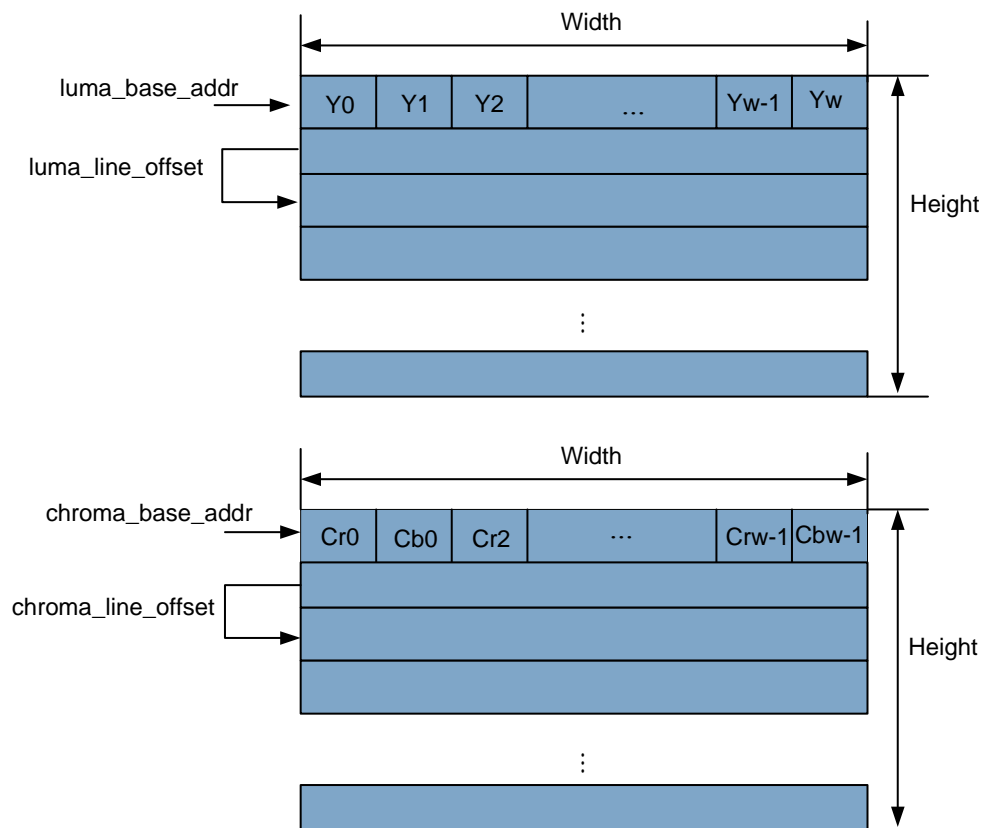 Width
luma_base_addr
Y0 Y1 Y2 ... Yw-1 Yw
luma_line_offset
Height
⋮
Width
chroma_base_addr
Cr0 Cb0 Cr2 ... Crw-1 Cbw-1
chroma_line_offset
Height
⋮